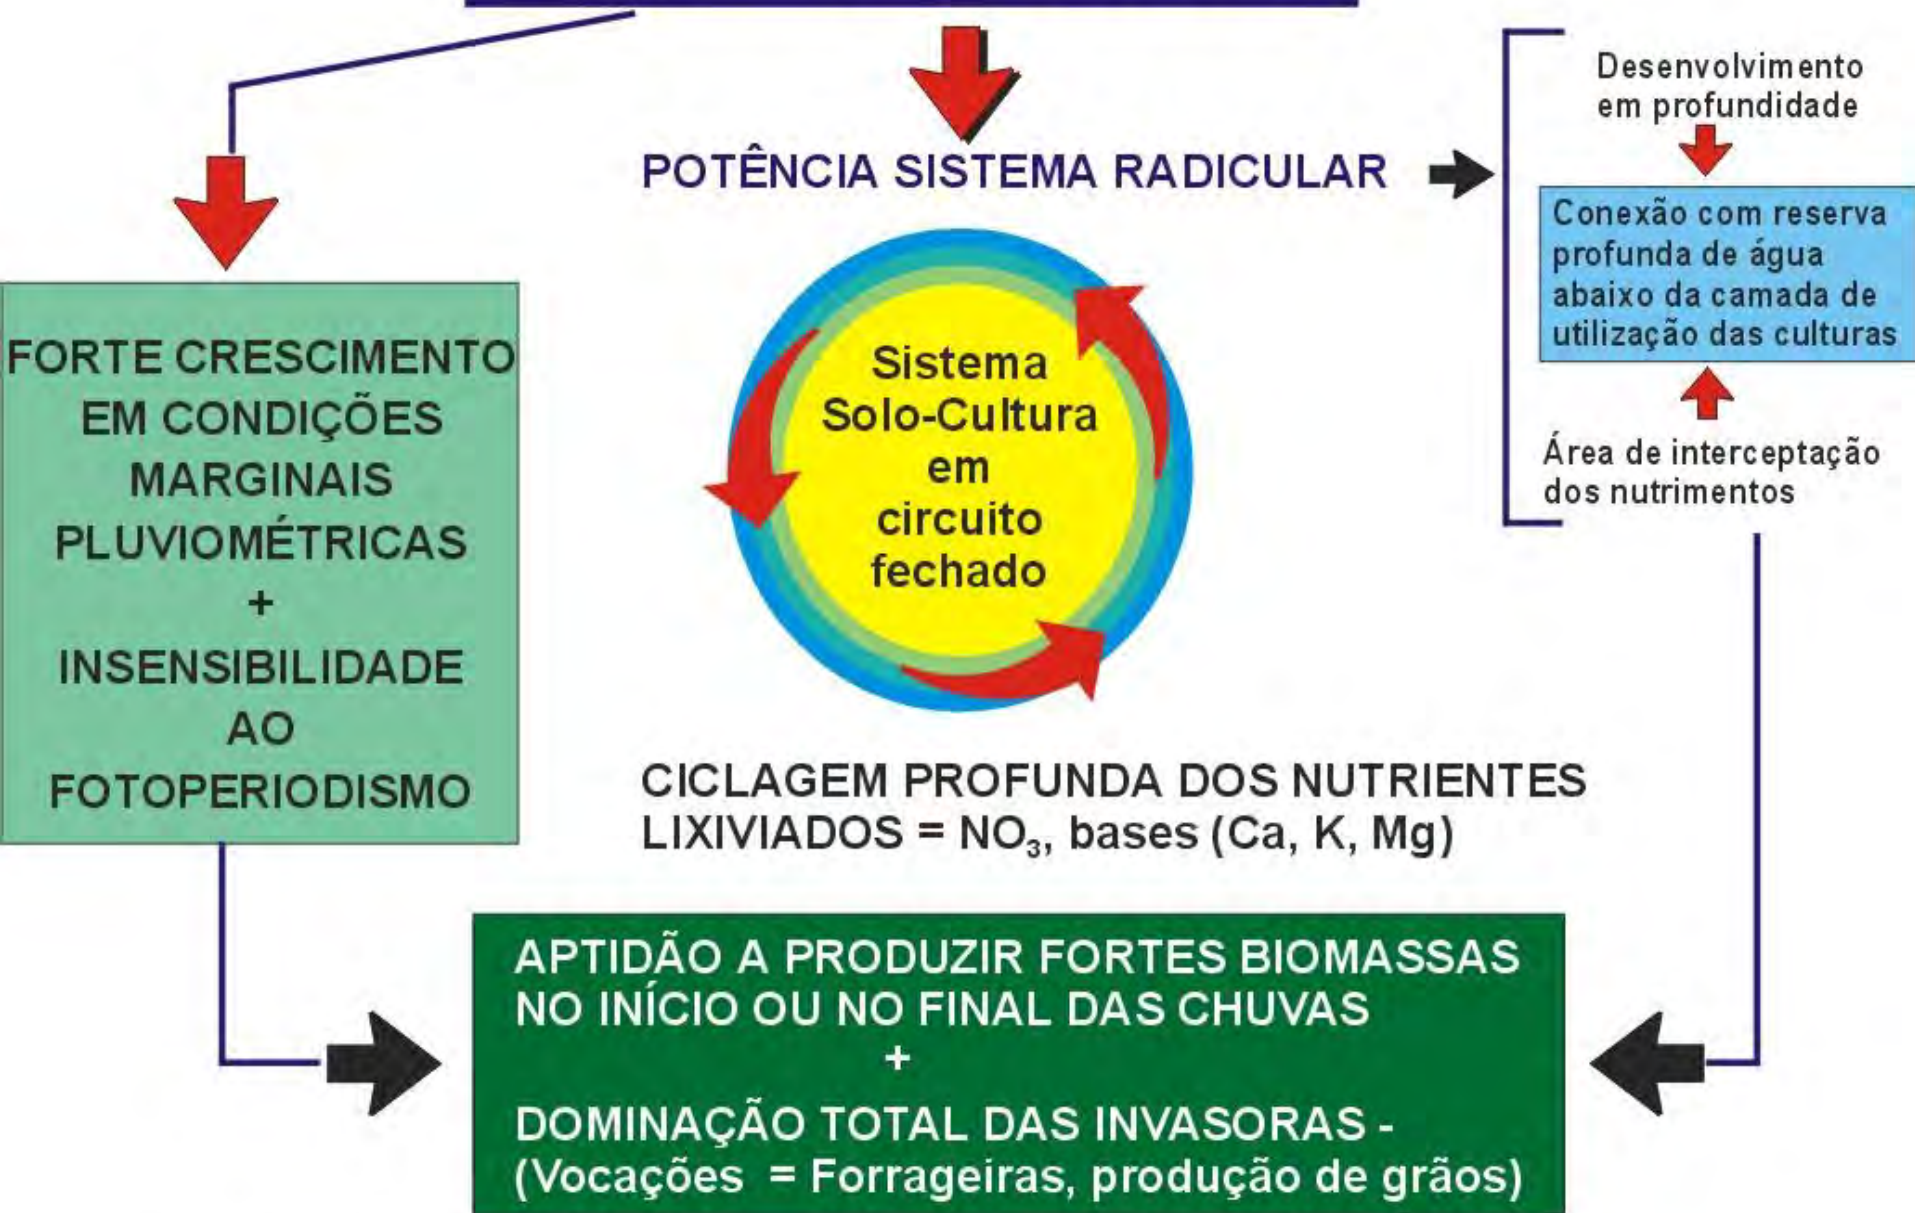 POTÊNCIA SISTEMA RADICULAR
Desenvolvimento
em profundidade
Conexão com reserva
profunda de água
abaixo da camada de
utilização das culturas
Área de interceptação
dos nutrimentos
FORTE CRESCIMENTO
EM CONDIÇÕES
MARGINAIS
PLUVIOMÉTRICAS
+
INSENSIBILIDADE
AO
FOTOPERIODISMO
Sistema
Solo-Cultura
em
circuito
fechado
CICLAGEM PROFUNDA DOS NUTRIENTES
LIXIVIADOS = NO₃, bases (Ca, K, Mg)
APTIDÃO A PRODUZIR FORTES BIOMASSAS
NO INÍCIO OU NO FINAL DAS CHUVAS
+
DOMINAÇÃO TOTAL DAS INVASORAS -
(Vocações = Forrageiras, produção de grãos)